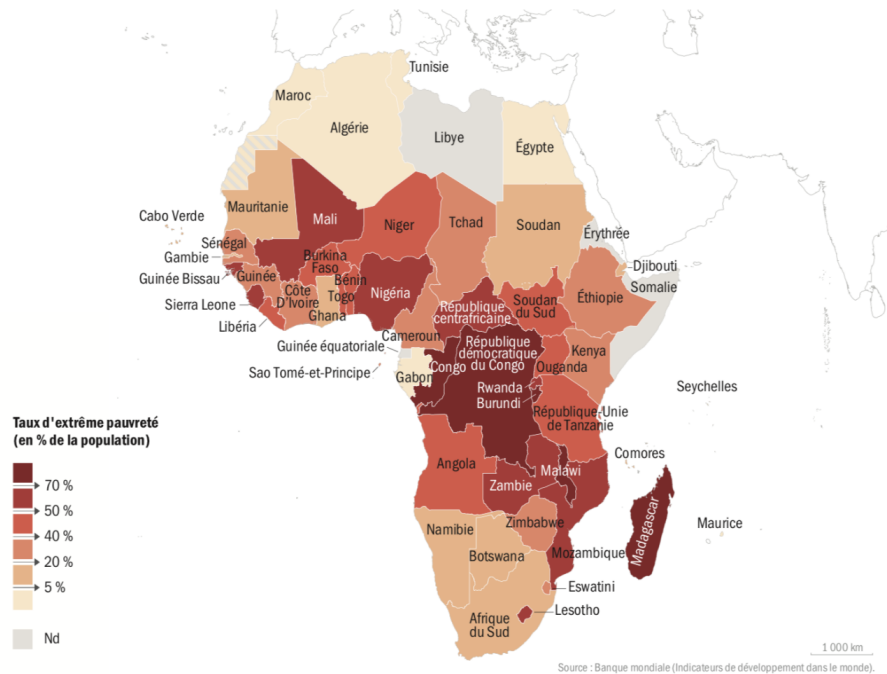 Tunisie
Maroc
Algérie
Libye
Égypte
Mauritanie
Cabo Verde
Mali
Niger
Tchad
Soudan
Érythrée
Sénégal
Gambie
Burkina
Faso
Djibouti
Guinée Bissau
Guinée
Bénin
Somalie
Côte
D'Ivoire
Togo
Nigéria
Éthiopie
Sierra Leone
Ghana
République
centrafricaine
Soudan
du Sud
Libéria
Cameroun
Guinée équatoriale
République
démocratique
du Congo
Kenya
Congo
Ouganda
Sao Tomé-et-Principe
Gabon
Rwanda
Burundi
Seychelles
République-Unie
de Tanzanie
Taux d'extrême pauvreté
(en % de la population)
70 %
50 %
40 %
20 %
5 %
Nd
Angola
Comores
Malawi
Zambie
Madagascar
Zimbabwe
Maurice
Namibie
Botswana
Mozambique
Eswatini
Lesotho
Afrique
du Sud
1 000 km
Source : Banque mondiale (Indicateurs de développement dans le monde).